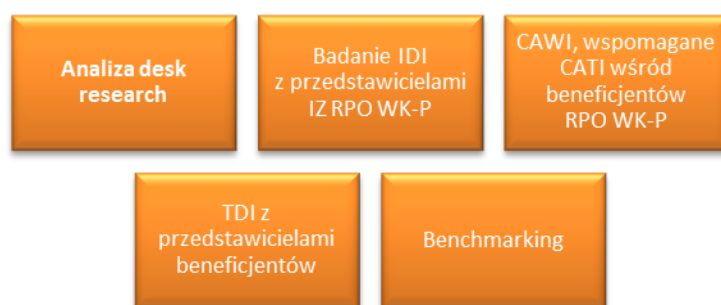 Analiza desk
research
Badanie IDI
z przedstawicielami
IZ RPO WK-P
CAWI, wspomagane
CATI wśród
beneficjentów
RPO WK-P
TDI z
przedstawicielami
beneficjentów
Benchmarking